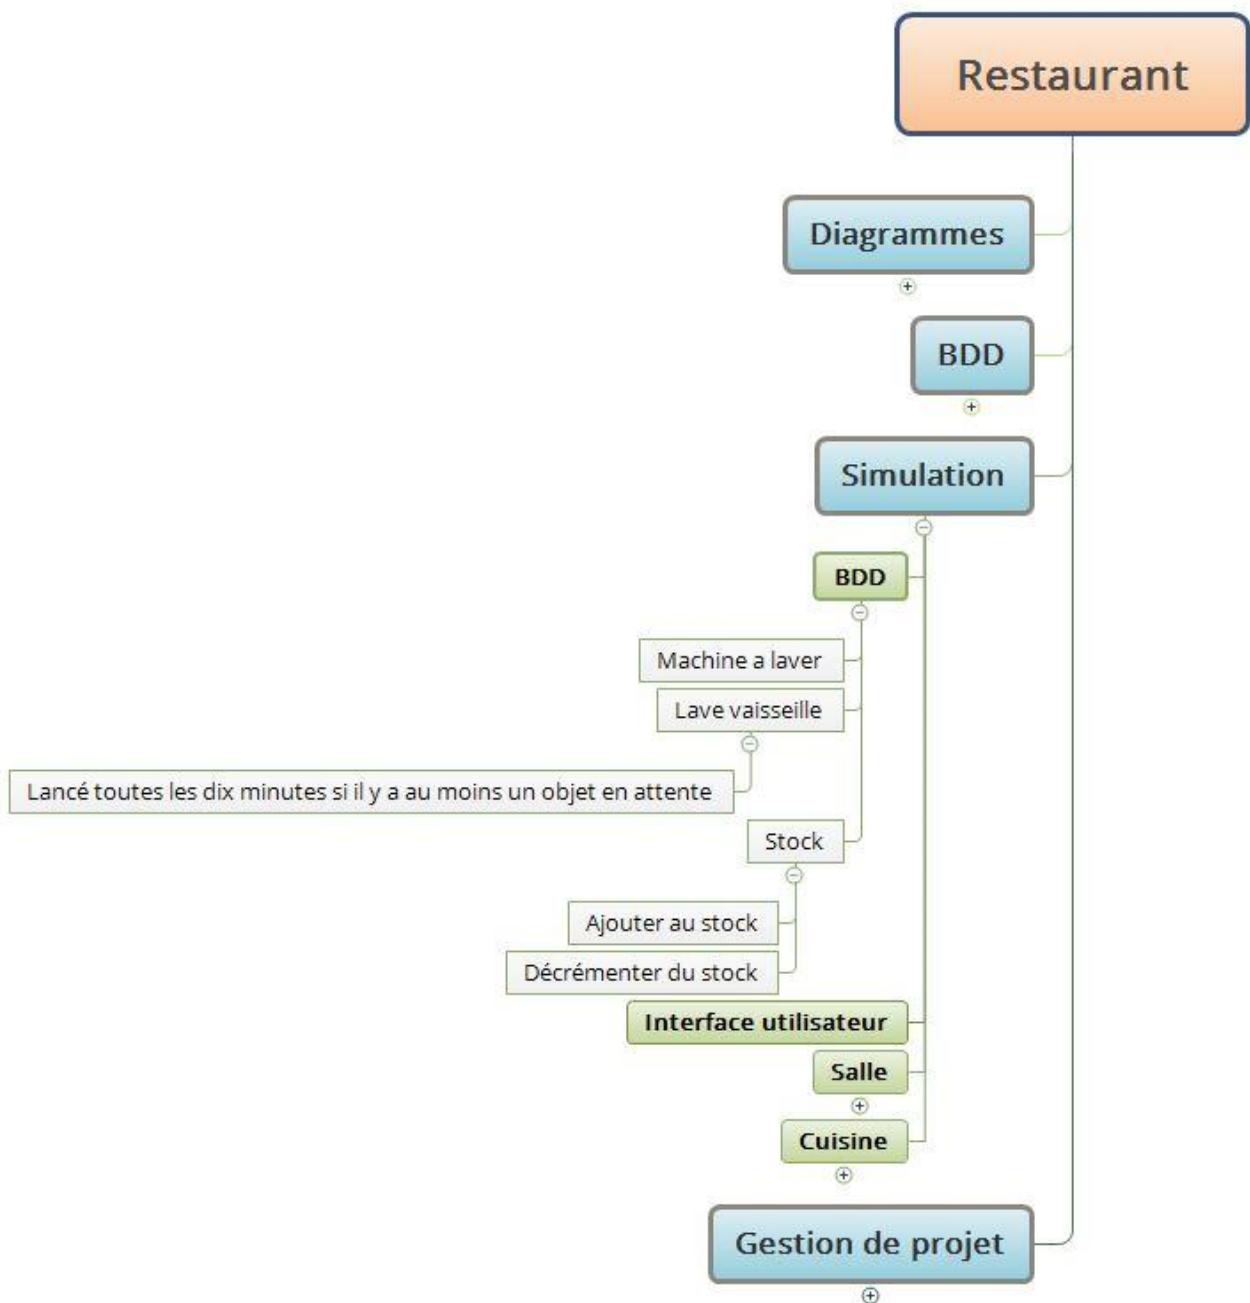 Restaurant
Diagrammes
BDD
Simulation
BDD
Machine a laver
Lave vaisseille
Lancé toutes les dix minutes si il y a au moins un objet en attente
Stock
Ajouter au stock
Décrémenter du stock
Interface utilisateur
Salle
Cuisine
Gestion de projet